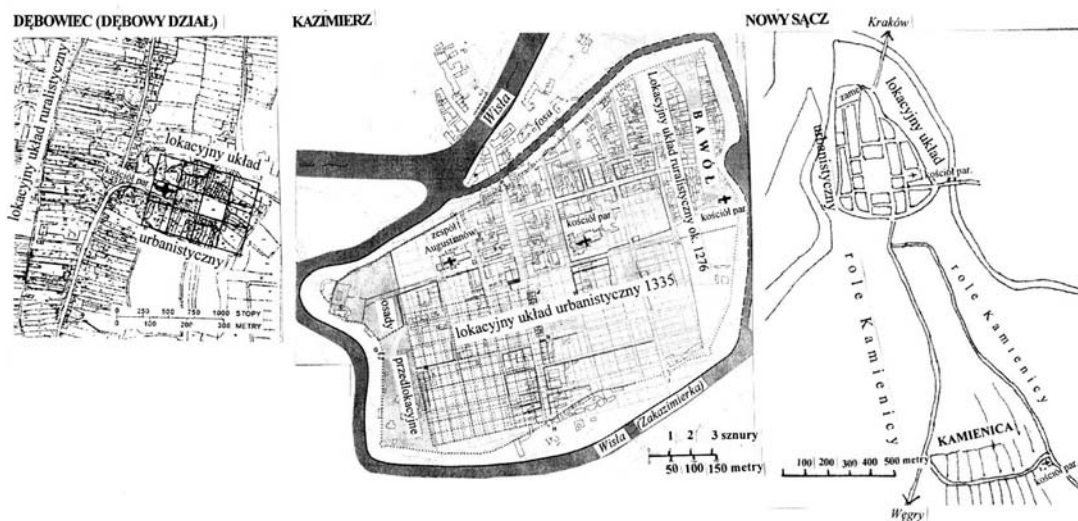 DĘBOWIEC (DĘBOWY DZIAŁ)
lokacyjny układ ruralistyczny
lokacyjny układ
kościół par.
urbanistyczny
0 250 500 750 1000 STOPY
0 100 200 300 METRY
KAZIMIERZ
Wisła
fosa
Lokacyjny układ ruralistyczny ok. 1276
BAWÓŁ
kościół par
zespół
Augustianów
kościół par
lokacyjny układ urbanistyczny 1335
osady
przedlokacyjne
Wisła (Zakazimierka)
1 2 3 sznury
50 100 150 metry
NOWY SĄCZ
Kraków
zamek
lokacyjny układ
urbanistyczny
kościół par.
role Kamienicy
role Kamienicy
KAMIENICA
100 200 300 400 500 metry
kościół par.
Węgry